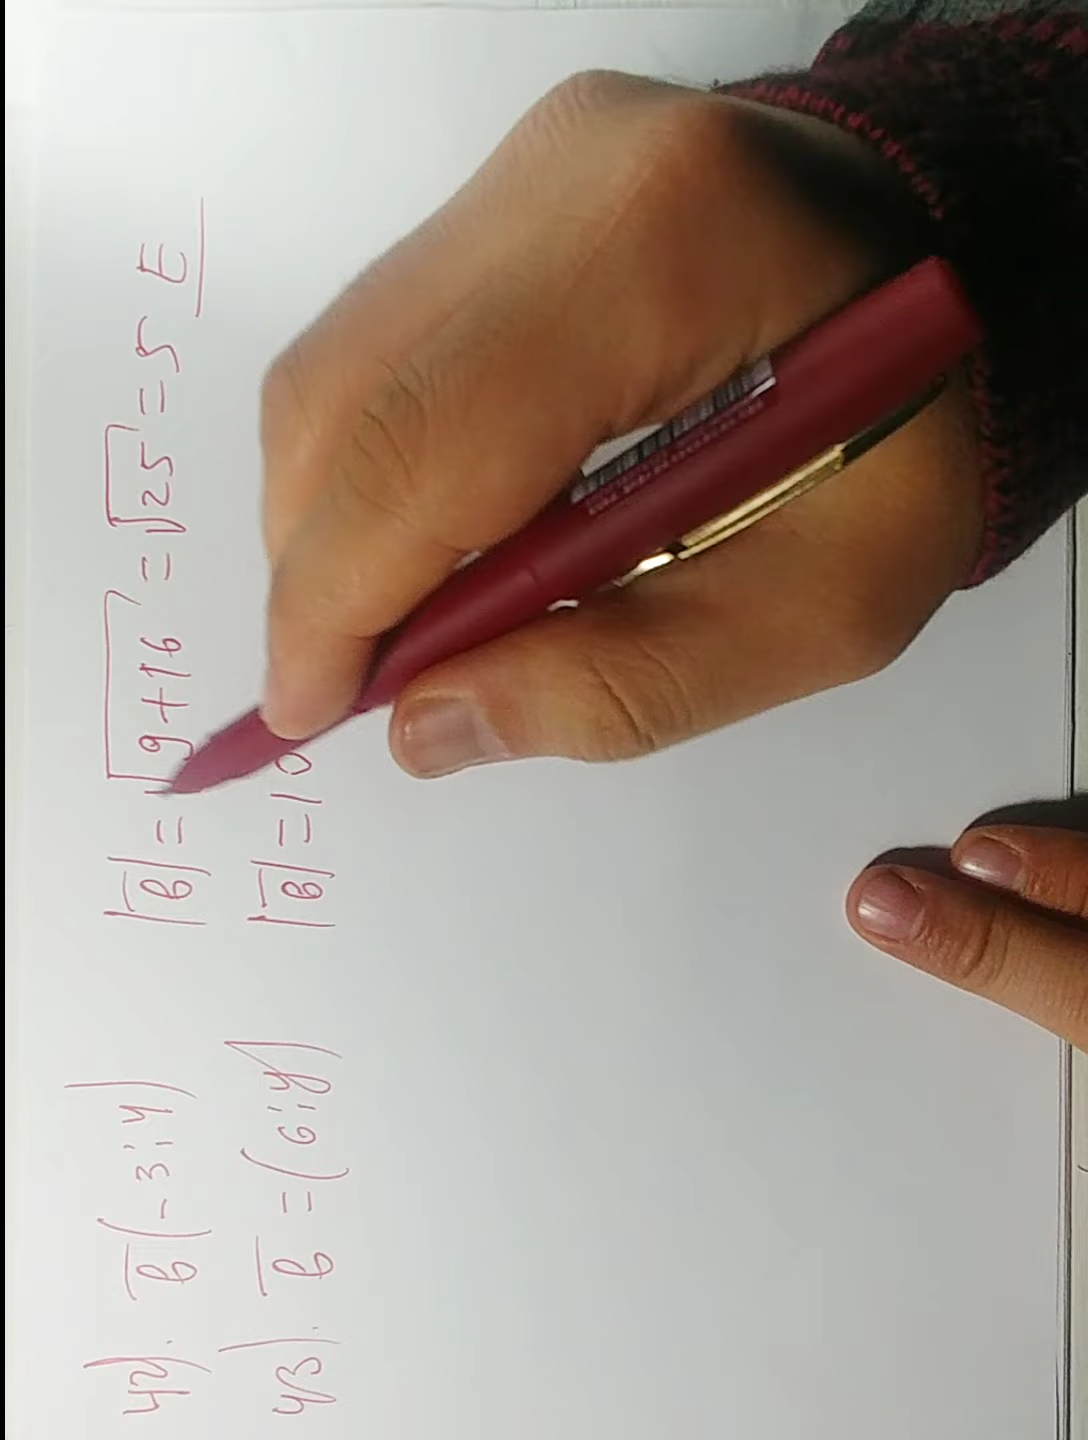 42). b̅(-3;4) |b̅|=√9+16=√25=5 E
43). b̅=(6;y) |b̅|=10